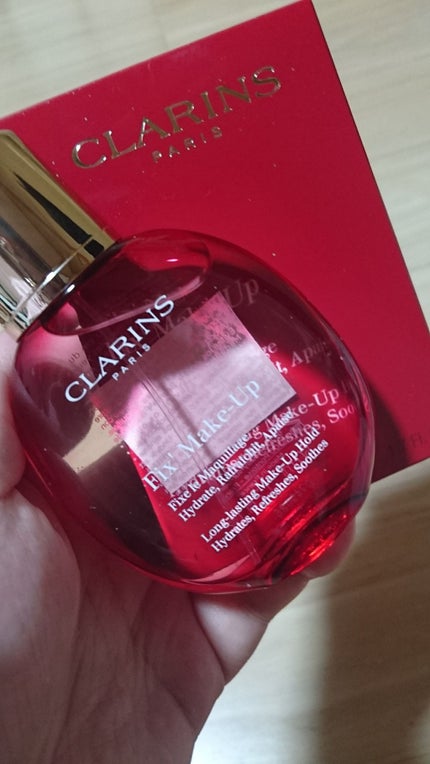 CLARINS
PARIS
CLARINS
PARIS
Fix' Make-Up
Fixe le Maquillage
Hydrate, Rafraîchit, Apaise
Long-lasting Make-Up Hold
Hydrates, Refreshes, Soothes